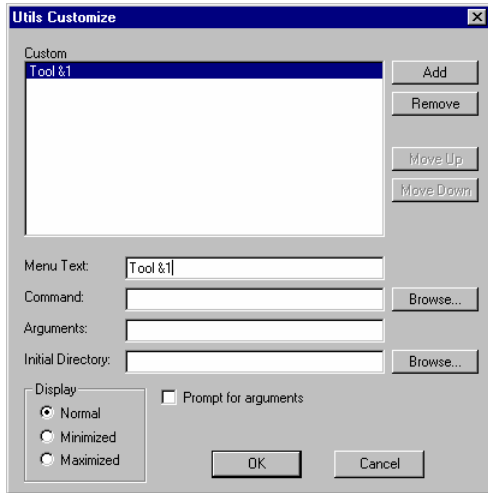 Utils Customize
Custom
Tool &1
Add
Remove
Move Up
Move Down
Menu Text: Tool &1
Command: Browse...
Arguments:
Initial Directory: Browse...
Display
Prompt for arguments
Normal
Minimized
Maximized
OK Cancel